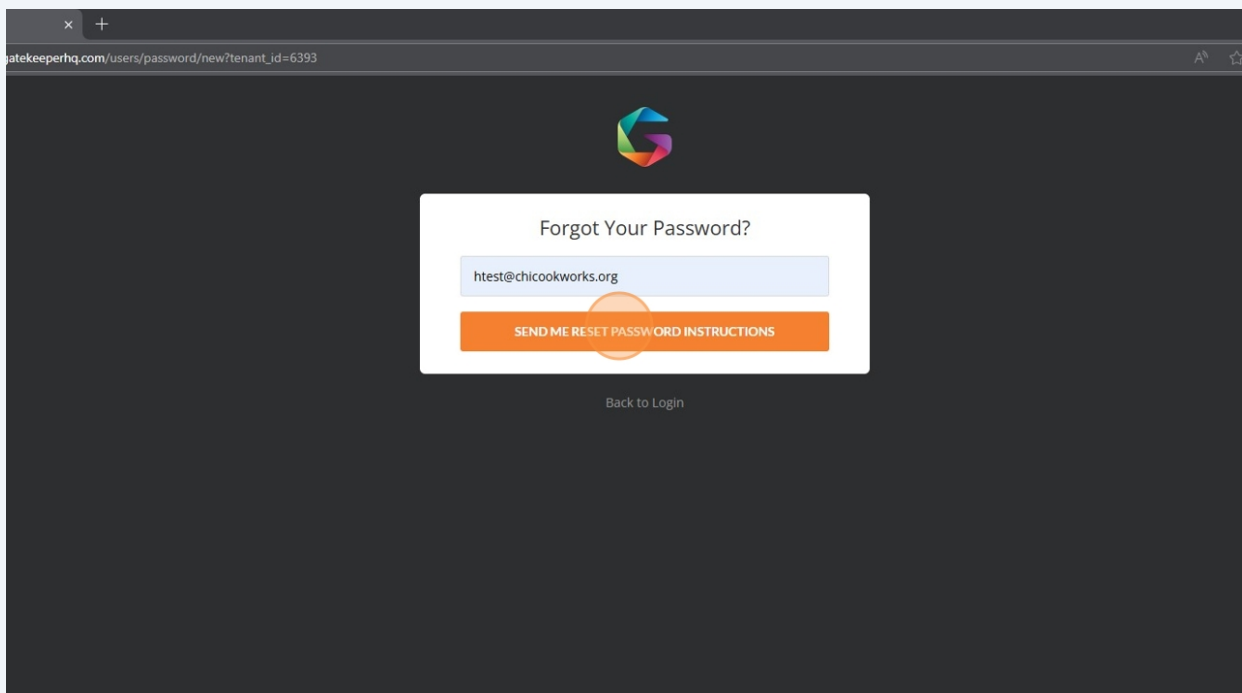 gatekeeperhq.com/users/password/new?tenant_id=6393
Forgot Your Password?
htest@chicookworks.org
SEND ME RESET PASSWORD INSTRUCTIONS
Back to Login